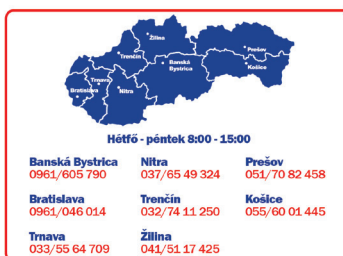 Žilina
Trenčín
Prešov
Banská
Bystrica
Košice
Trnava
Nitra
Bratislava
Hétfő - péntek 8:00 - 15:00
Banská Bystrica
0961/605 790
Nitra
037/65 49 324
Prešov
051/70 82 458
Bratislava
0961/046 014
Trenčín
032/74 11 250
Košice
055/60 01 445
Trnava
033/55 64 709
Žilina
041/51 17 425